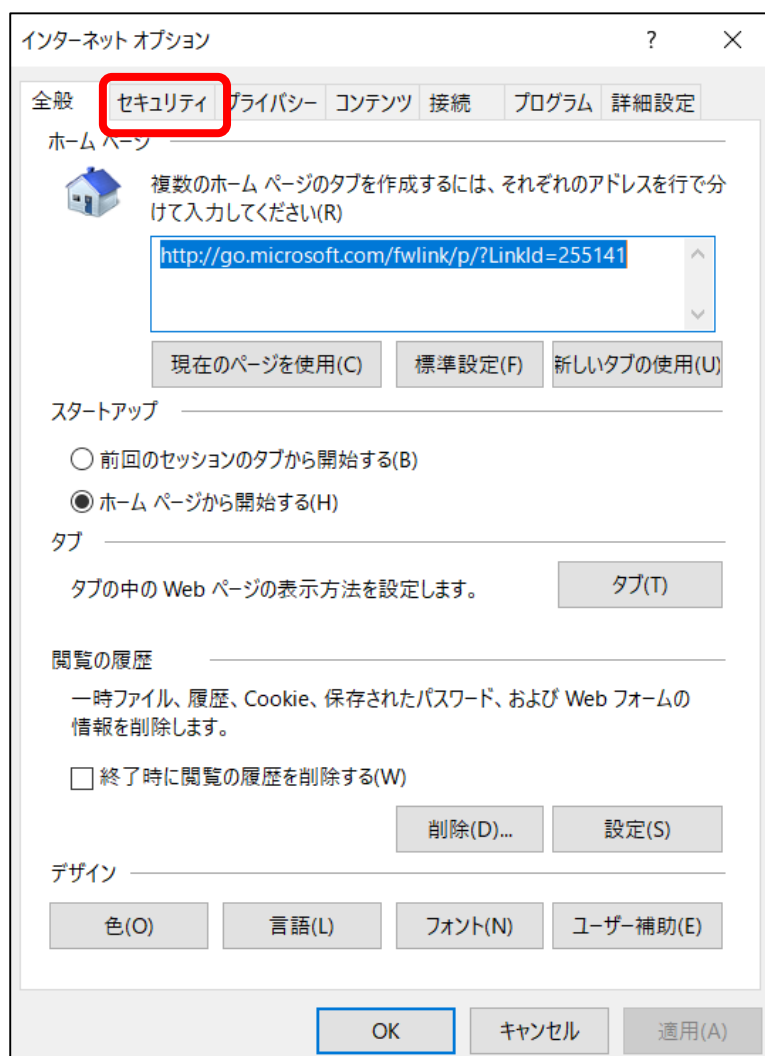 インターネット オプション ? ×
全般 セキュリティ プライバシー コンテンツ 接続 プログラム 詳細設定
ホーム ページ
複数のホーム ページのタブを作成するには、それぞれのアドレスを行で分
けて入力してください(R)
http://go.microsoft.com/fwlink/p/?LinkId=255141
現在のページを使用(C) 標準設定(F) 新しいタブの使用(U)
スタートアップ
前回のセッションのタブから開始する(B)
ホーム ページから開始する(H)
タブ
タブの中の Web ページの表示方法を設定します。 タブ(T)
閲覧の履歴
一時ファイル、履歴、Cookie、保存されたパスワード、および Web フォームの
情報を削除します。
終了時に閲覧の履歴を削除する(W)
削除(D)... 設定(S)
デザイン
色(O) 言語(L) フォント(N) ユーザー補助(E)
OK キャンセル 適用(A)